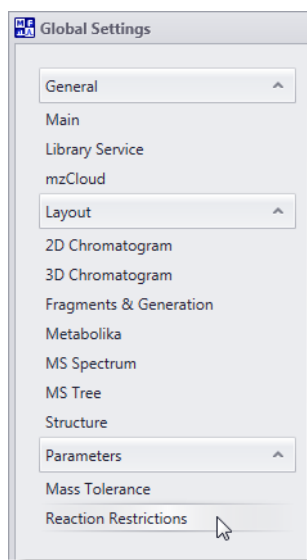 Global Settings
General
Main
Library Service
mzCloud
Layout
2D Chromatogram
3D Chromatogram
Fragments & Generation
Metabolika
MS Spectrum
MS Tree
Structure
Parameters
Mass Tolerance
Reaction Restrictions